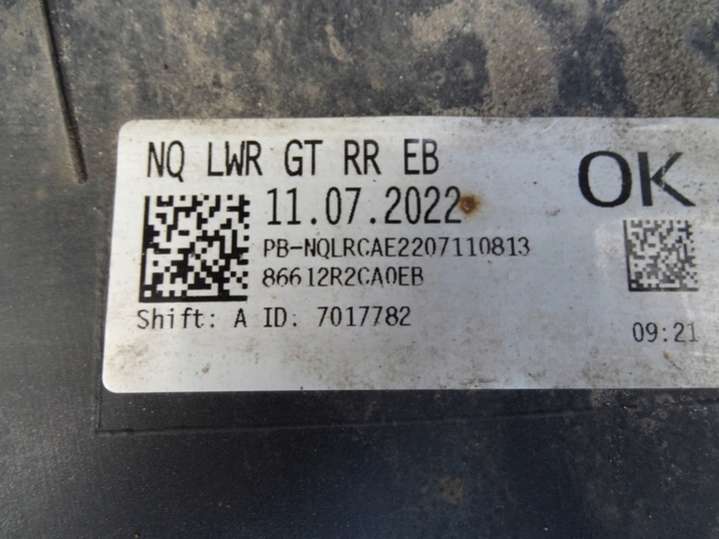 NQ LWR GT RR EB
OK
11.07.2022
PB-NQLRCAE2207110813
86612R2CA0EB
Shift: A ID: 7017782
09:21